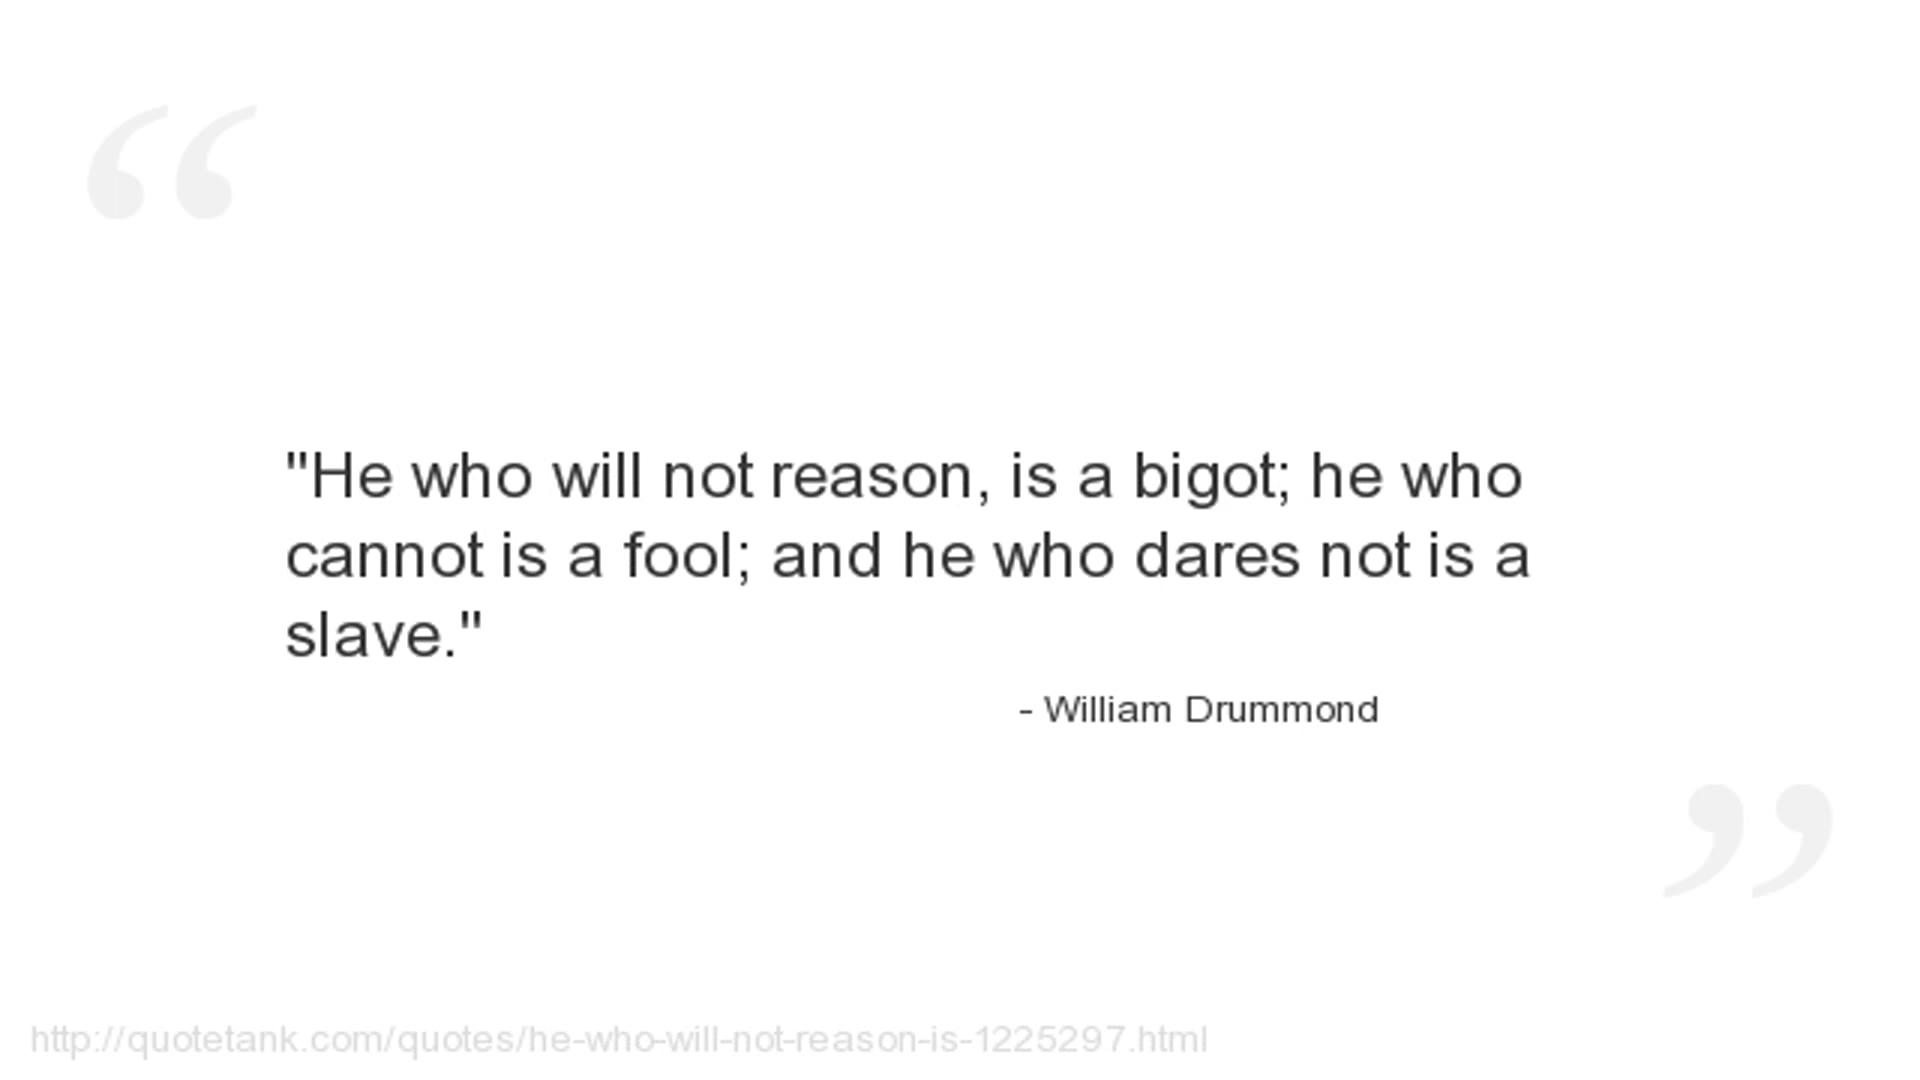 "He who will not reason, is a bigot; he who
cannot is a fool; and he who dares not is a
slave."
- William Drummond
http://quotetank.com/quotes/he-who-will-not-reason-is-1225297.html